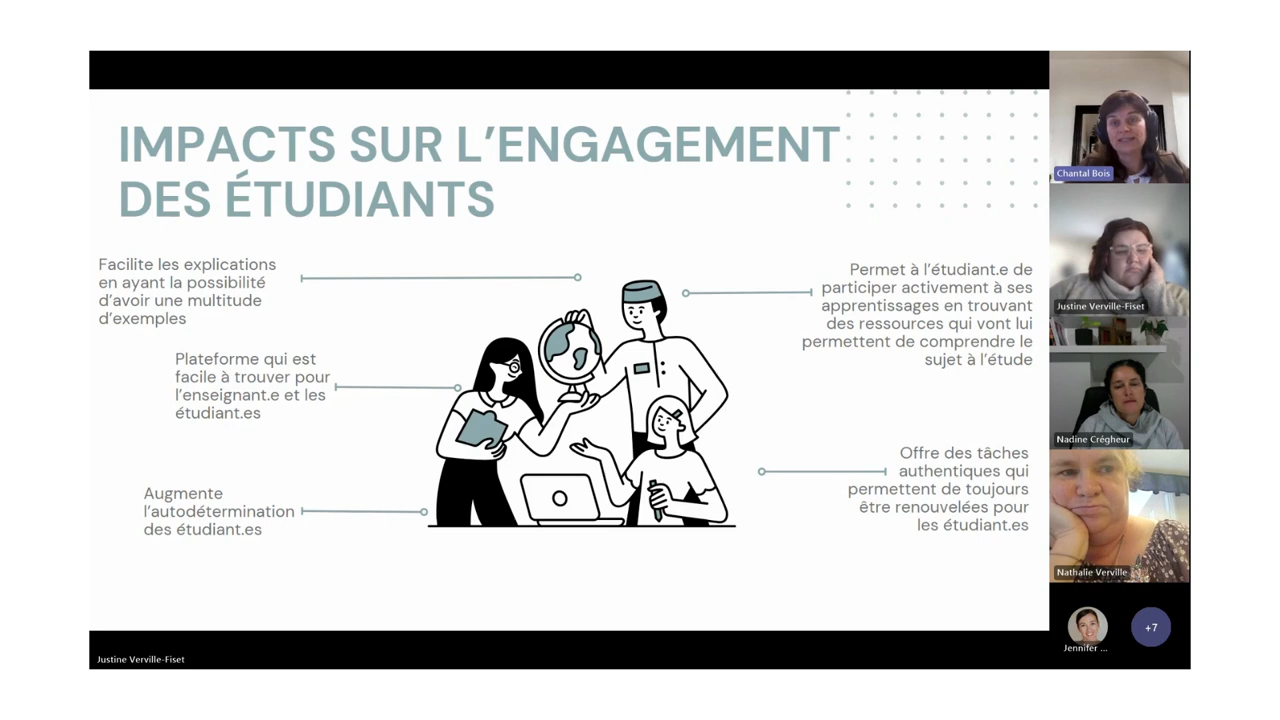 IMPACTS SUR L’ENGAGEMENT
DES ÉTUDIANTS
Facilite les explications
en ayant la possibilité
d’avoir une multitude
d’exemples
Plateforme qui est
facile à trouver pour
l’enseignant.e et les
étudiant.es
Augmente
l’autodétermination
des étudiant.es
Permet à l’étudiant.e de
participer activement à ses
apprentissages en trouvant
des ressources qui vont lui
permettent de comprendre le
sujet à l’étude
Offre des tâches
authentiques qui
permettent de toujours
être renouvelées pour
les étudiant.es
Chantal Bois
Justine Verville-Fiset
Nadine Crégheur
Nathalie Verville
Jennifer ...
+7
Justine Verville-Fiset